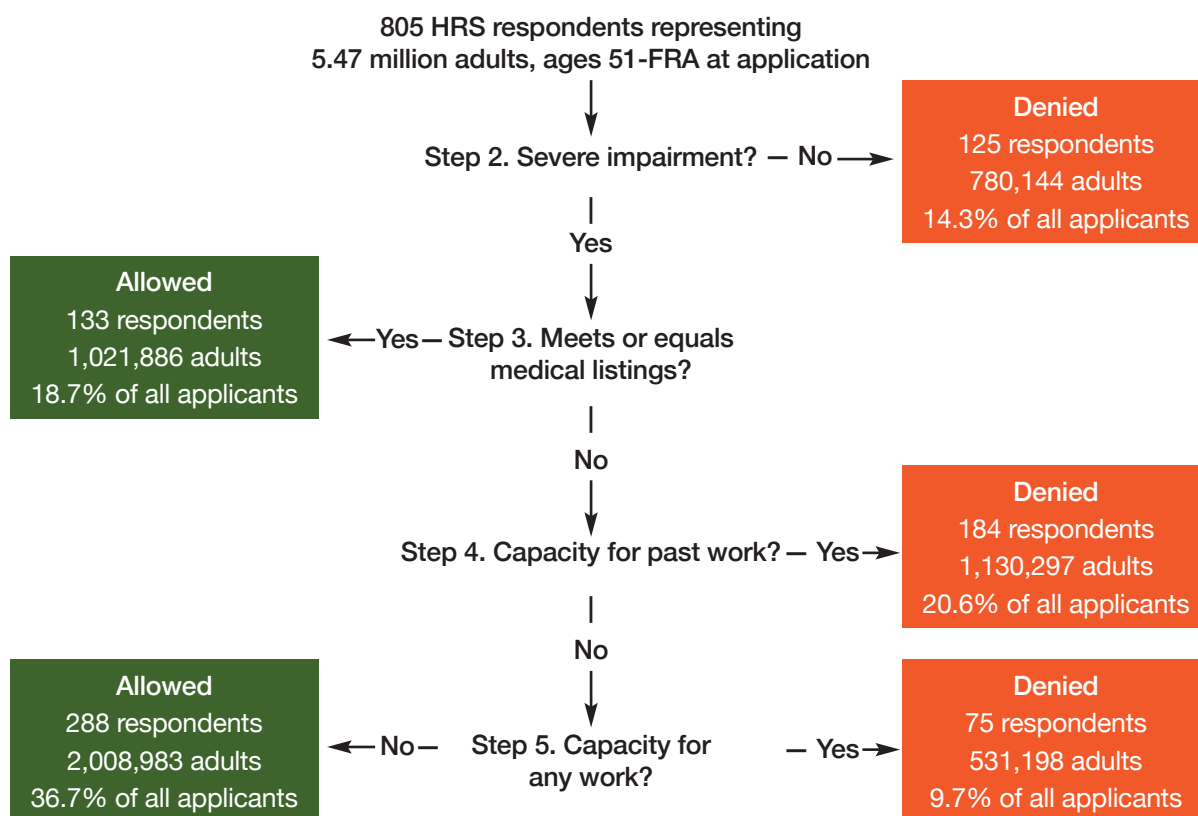 805 HRS respondents representing
5.47 million adults, ages 51-FRA at application
Step 2. Severe impairment? – No
Denied
125 respondents
780,144 adults
14.3% of all applicants
Yes
Allowed
133 respondents
1,021,886 adults
18.7% of all applicants
Yes – Step 3. Meets or equals
medical listings?
No
Step 4. Capacity for past work? – Yes
Denied
184 respondents
1,130,297 adults
20.6% of all applicants
No
Allowed
288 respondents
2,008,983 adults
36.7% of all applicants
No – Step 5. Capacity for – Yes
any work?
Denied
75 respondents
531,198 adults
9.7% of all applicants